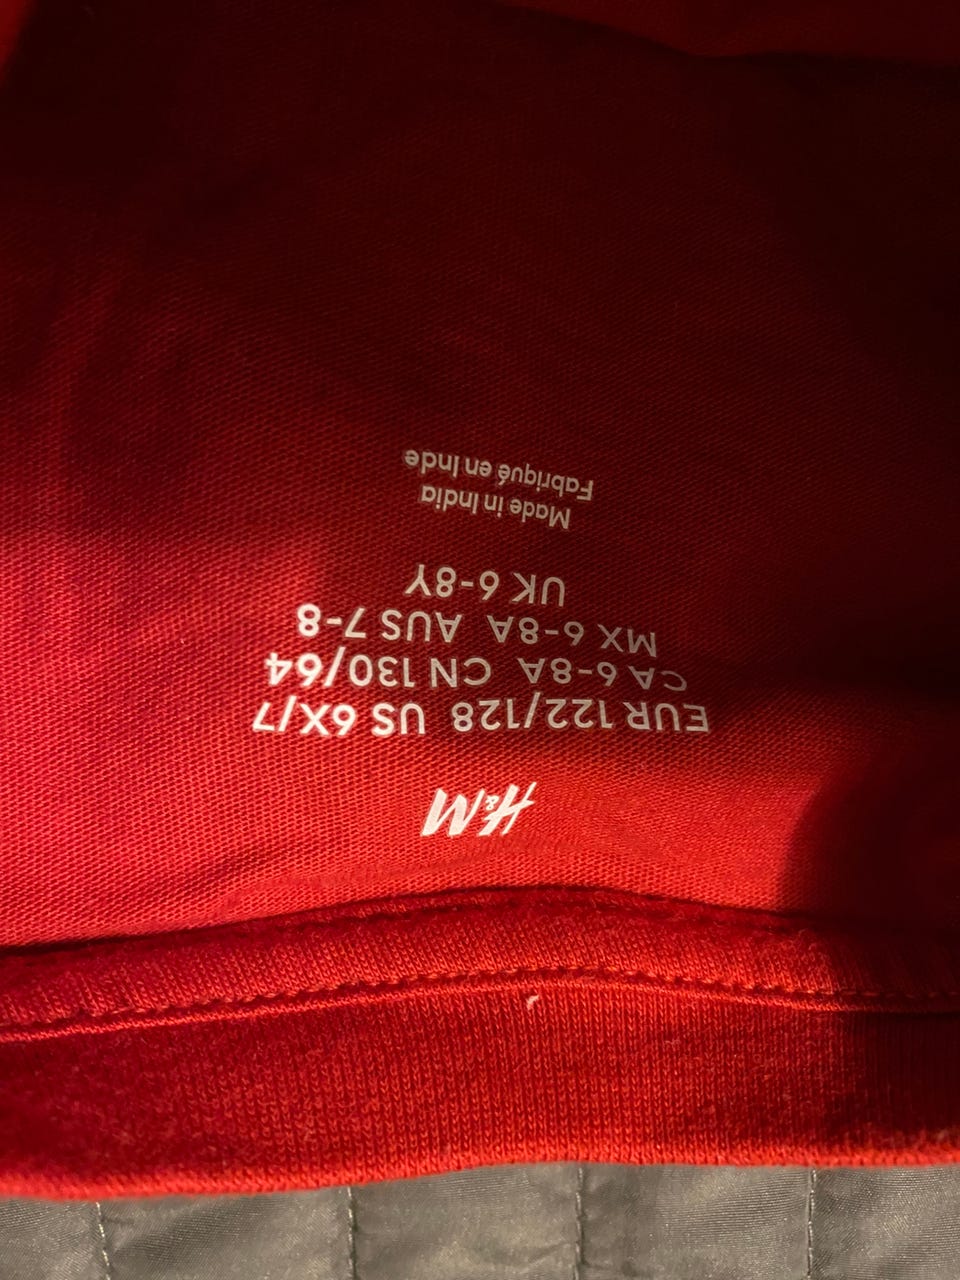 H&M
EUR 122/128 US 6X/7
CA 6-8A CN 130/64
MX 6-8A AUS 7-8
UK 6-8Y
Made in India
Fabriqué en Inde